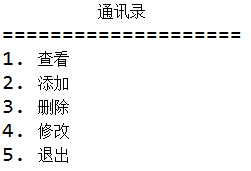 通讯录
====================
1. 查看
2. 添加
3. 删除
4. 修改
5. 退出